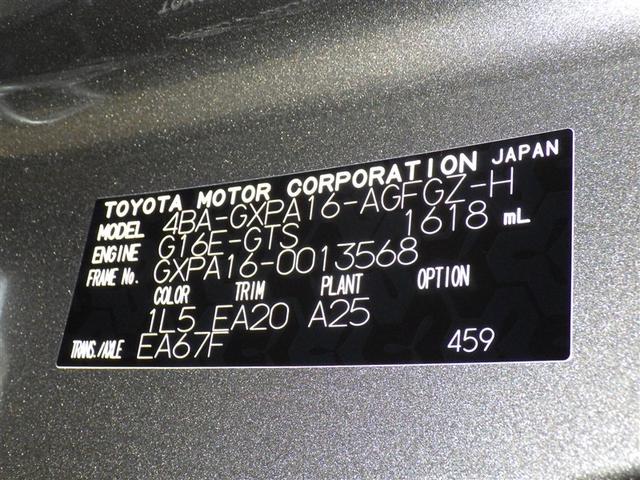 TOYOTA MOTOR CORPORATION JAPAN
MODEL 4BA-GXPA16-AGFGZ-H
ENGINE G16E-GTS 1618 mL
FRAME No. GXPA16-0013568
COLOR TRIM PLANT OPTION
1L5 EA20 A25
TRANS./AXLE EA67F 459